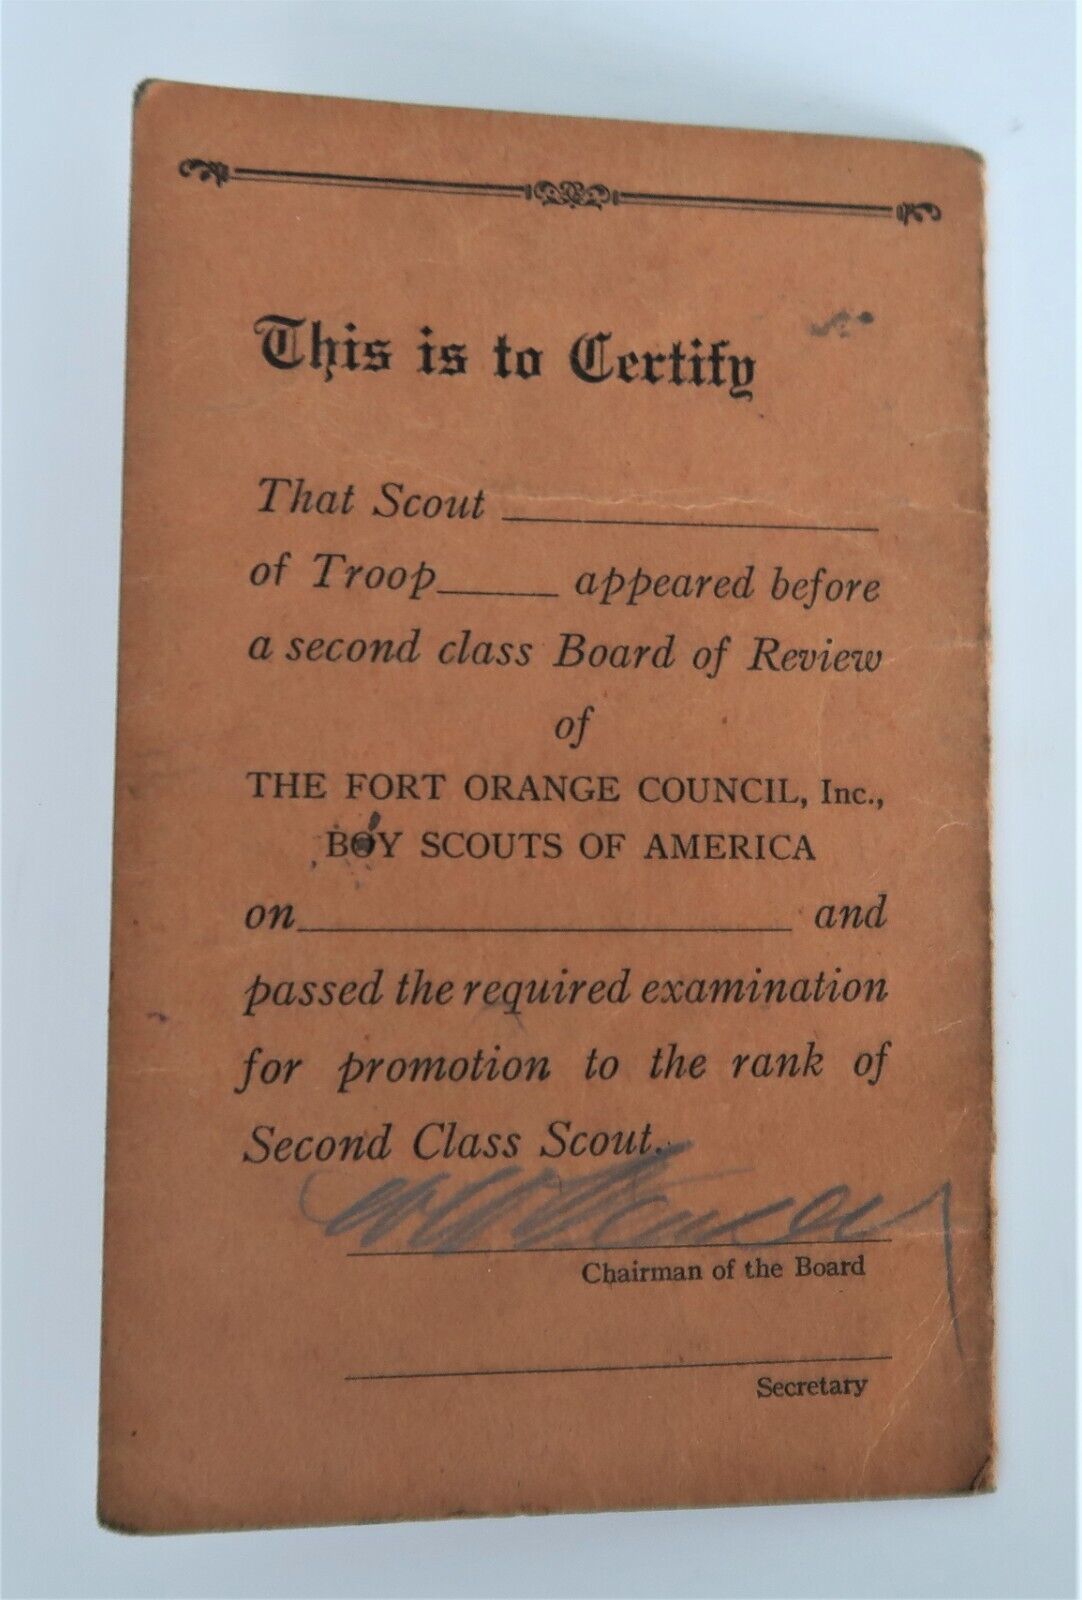 This is to Certify
That Scout
of Troop appeared before
a second class Board of Review
of
THE FORT ORANGE COUNCIL, Inc.,
BOY SCOUTS OF AMERICA
on and
passed the required examination
for promotion to the rank of
Second Class Scout.
Chairman of the Board
Secretary